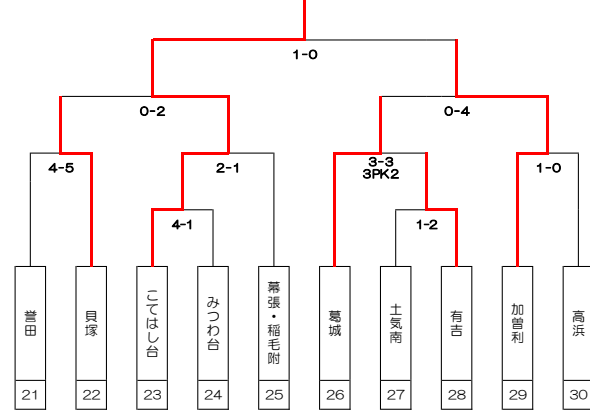 1-0
0-2
0-4
4-5
2-1
3-3
3PK2
1-0
4-1
1-2
誉田
貝塚
こてはし台
みつわ台
幕張・稲毛附
葛城
土気南
有吉
加曽利
高浜
21
22
23
24
25
26
27
28
29
30